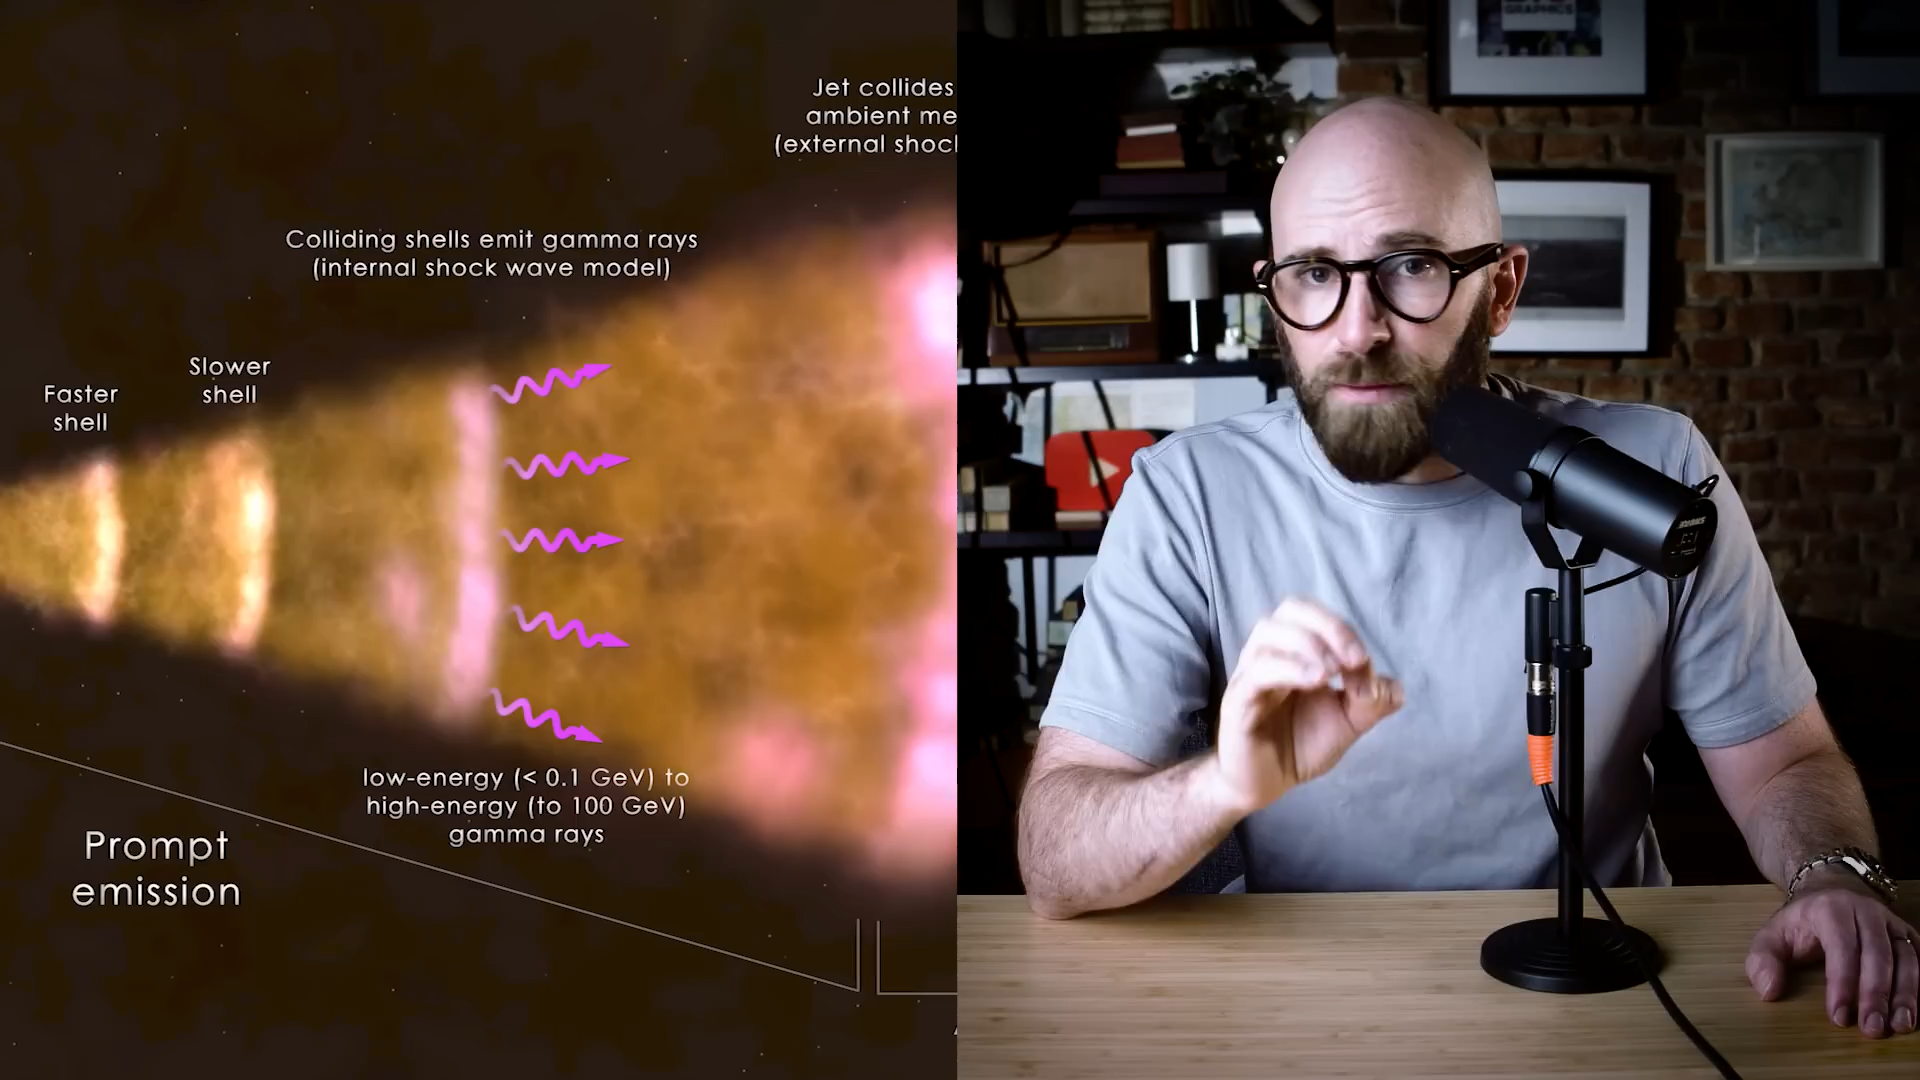 Jet collides
ambient me
(external shoc
Colliding shells emit gamma rays
(internal shock wave model)
Slower
shell
Faster
shell
low-energy (< 0.1 GeV) to
high-energy (to 100 GeV)
gamma rays
Prompt
emission
GRAPHICS